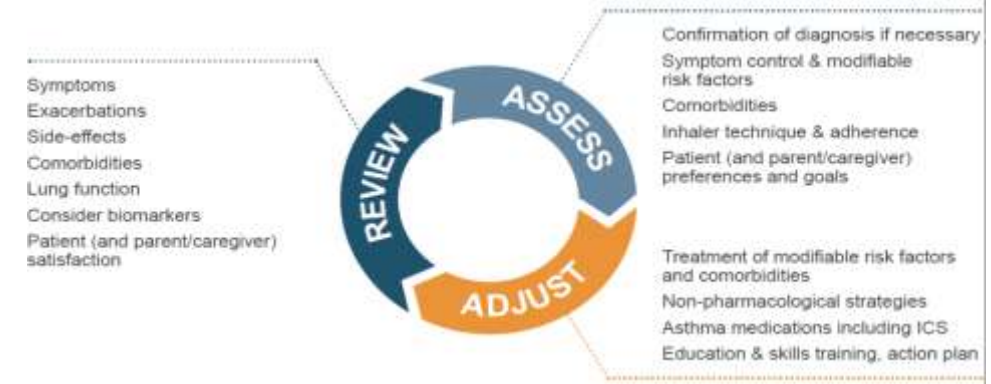 Symptoms
Exacerbations
Side-effects
Comorbidities
Lung function
Consider biomarkers
Patient (and parent/caregiver)
satisfaction
REVIEW
ASSESS
ADJUST
Confirmation of diagnosis if necessary
Symptom control & modifiable
risk factors
Comorbidities
Inhaler technique & adherence
Patient (and parent/caregiver)
preferences and goals
Treatment of modifiable risk factors
and comorbidities
Non-pharmacological strategies
Asthma medications including ICS
Education & skills training, action plan